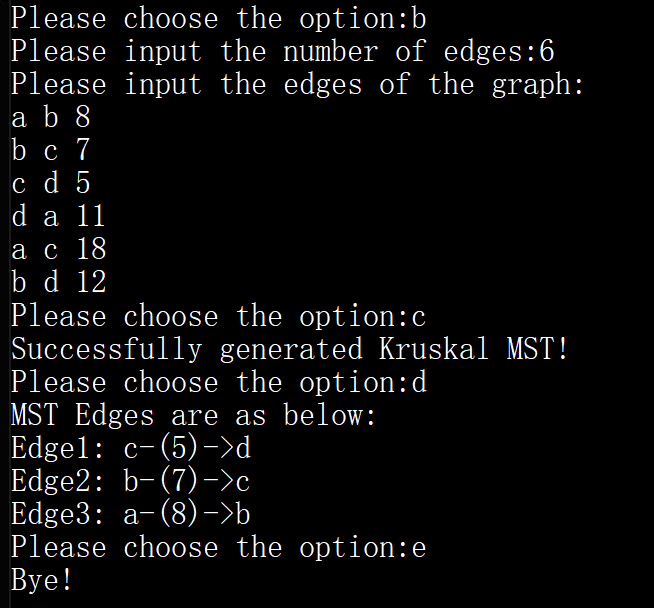 Please choose the option:b
Please input the number of edges:6
Please input the edges of the graph:
a b 8
b c 7
c d 5
d a 11
a c 18
b d 12
Please choose the option:c
Successfully generated Kruskal MST!
Please choose the option:d
MST Edges are as below:
Edge1: c-(5)->d
Edge2: b-(7)->c
Edge3: a-(8)->b
Please choose the option:e
Bye!